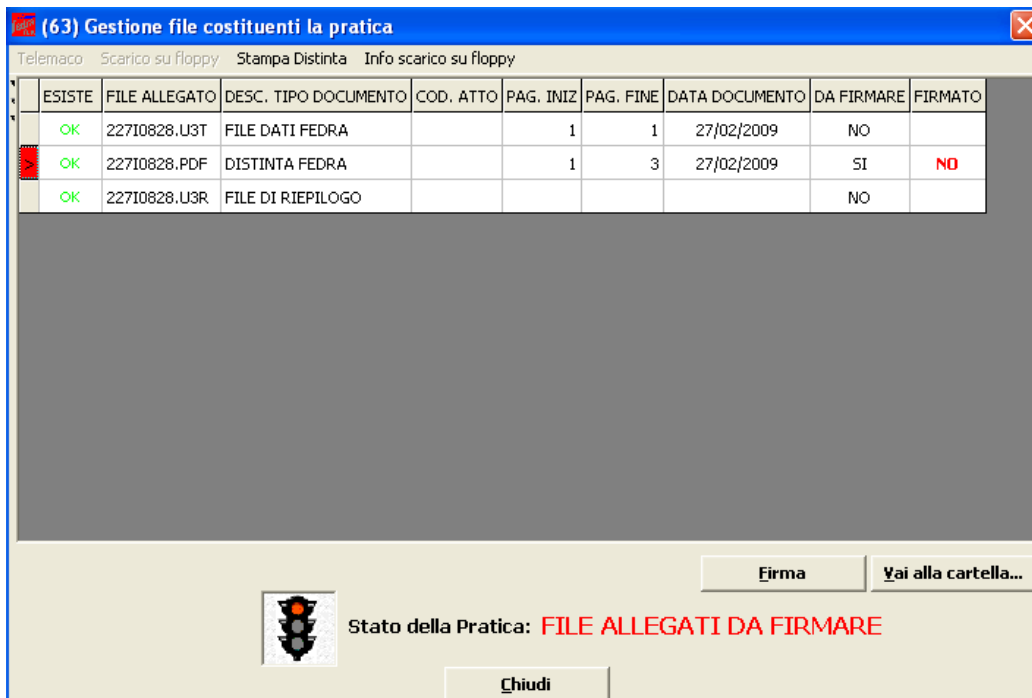 (63) Gestione file costituenti la pratica
Telemaco Scarico su floppy Stampa Distinta Info scarico su floppy
ESISTE FILE ALLEGATO DESC. TIPO DOCUMENTO COD. ATTO PAG. INIZ PAG. FINE DATA DOCUMENTO DA FIRMARE FIRMATO
OK 227I0828.U3T FILE DATI FEDRA 1 1 27/02/2009 NO
> OK 227I0828.PDF DISTINTA FEDRA 1 3 27/02/2009 SI NO
OK 227I0828.U3R FILE DI RIEPILOGO NO
Firma Vai alla cartella...
Stato della Pratica: FILE ALLEGATI DA FIRMARE
Chiudi